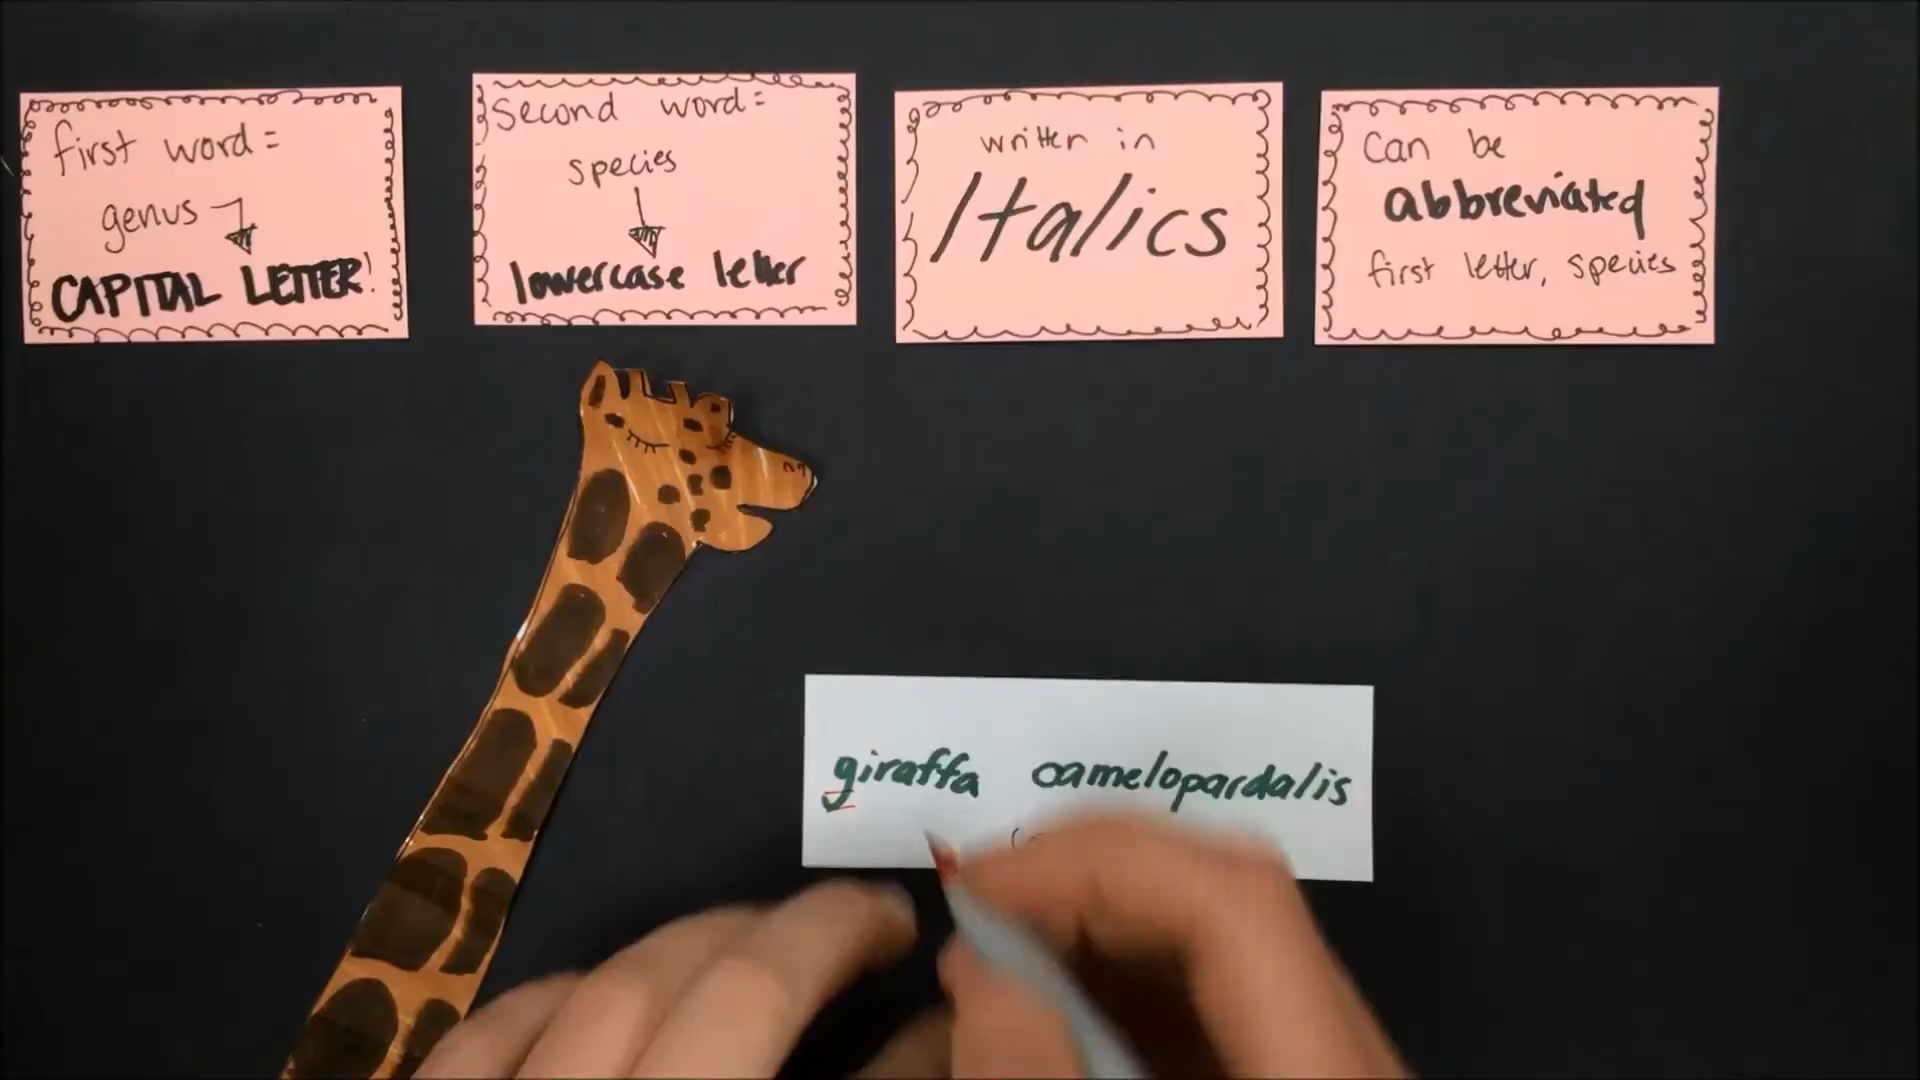 first word =
genus
CAPITAL LETTER!
second word =
species
lowercase letter
written in
Italics
Can be
abbreviated
first letter, species
giraffa camelopardalis